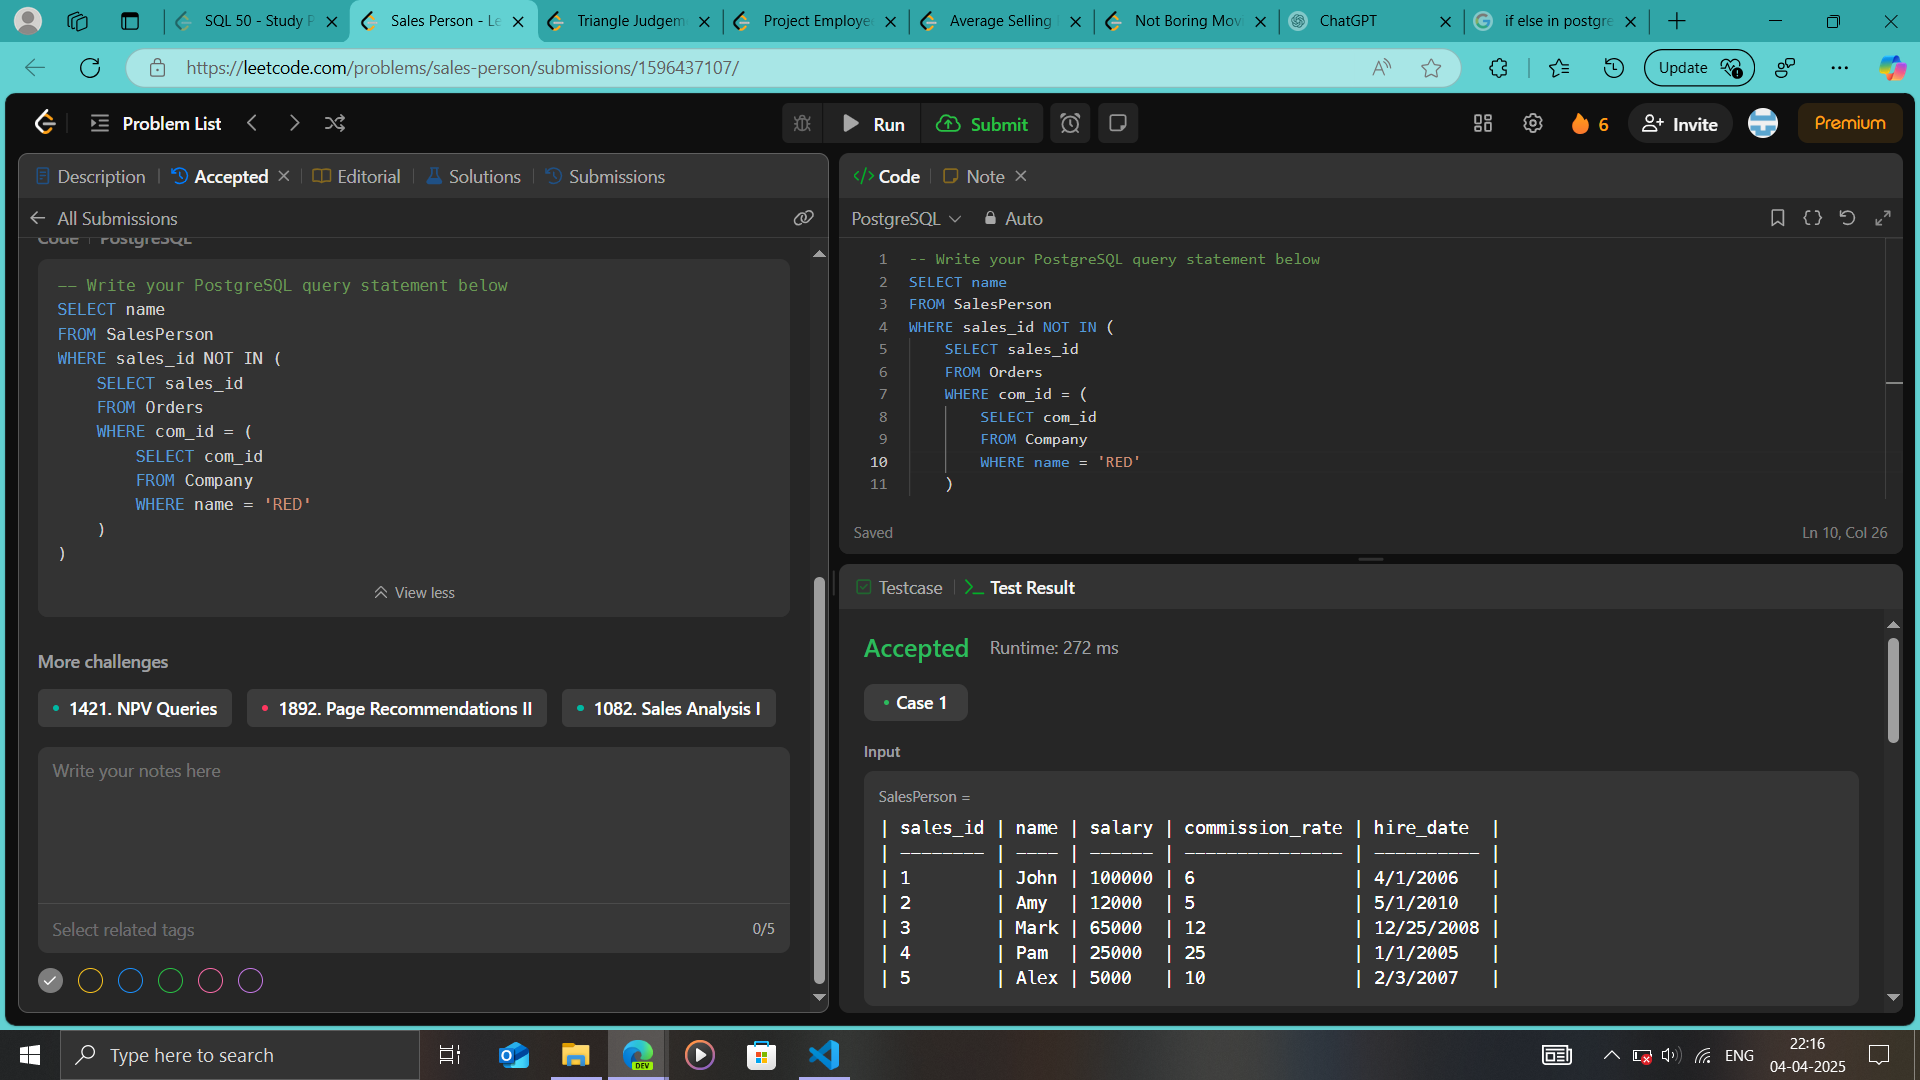 SQL 50 - Study P
Sales Person - Le
Triangle Judgem
Project Employe
Average Selling
Not Boring Mov
ChatGPT
if else in postgre
https://leetcode.com/problems/sales-person/submissions/1596437107/
Update
Problem List
Run
Submit
6
Invite
Premium
Description
Accepted
Editorial
Solutions
Submissions
All Submissions
Code | PostgreSQL
-- Write your PostgreSQL query statement below
SELECT name
FROM SalesPerson
WHERE sales_id NOT IN (
SELECT sales_id
FROM Orders
WHERE com_id = (
SELECT com_id
FROM Company
WHERE name = 'RED'
)
)
View less
More challenges
1421. NPV Queries
1892. Page Recommendations II
1082. Sales Analysis I
Write your notes here
Select related tags
0/5
Code
Note
PostgreSQL
Auto
1 -- Write your PostgreSQL query statement below
2 SELECT name
3 FROM SalesPerson
4 WHERE sales_id NOT IN (
5 SELECT sales_id
6 FROM Orders
7 WHERE com_id = (
8 SELECT com_id
9 FROM Company
10 WHERE name = 'RED'
11 )
Saved
Ln 10, Col 26
Testcase
Test Result
Accepted
Runtime: 272 ms
Case 1
Input
SalesPerson =
| sales_id | name | salary | commission_rate | hire_date |
| -------- | ---- | ------ | --------------- | ---------- |
| 1 | John | 100000 | 6 | 4/1/2006 |
| 2 | Amy | 12000 | 5 | 5/1/2010 |
| 3 | Mark | 65000 | 12 | 12/25/2008 |
| 4 | Pam | 25000 | 25 | 1/1/2005 |
| 5 | Alex | 5000 | 10 | 2/3/2007 |
Type here to search
DEV
ENG
22:16
04-04-2025